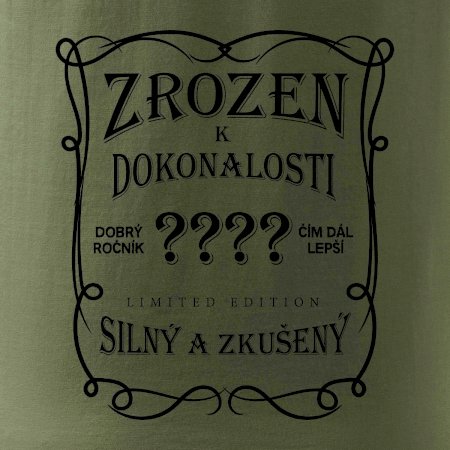 ZROZEN
K
DOKONALOSTI
DOBRÝ ROČNÍK
????
ČÍM DÁL LEPŠÍ
LIMITED EDITION
SILNÝ A ZKUŠENÝ